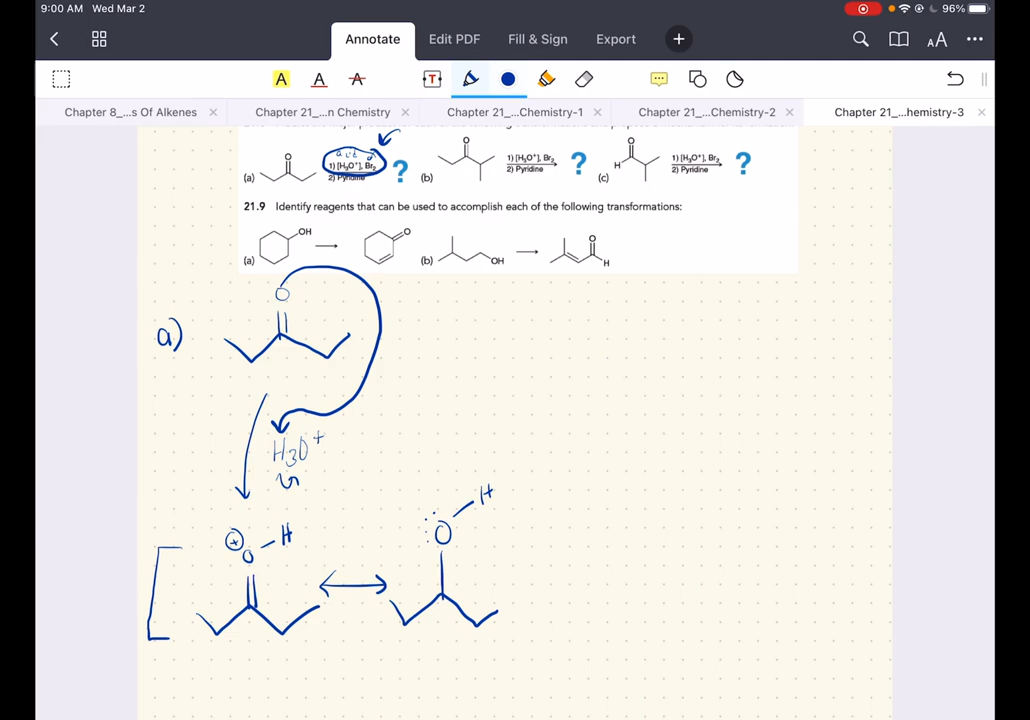 9:00 AM Wed Mar 2
96%
Annotate
Edit PDF
Fill & Sign
Export
Chapter 8_...s Of Alkenes
Chapter 21_...n Chemistry
Chapter 21_...Chemistry-1
Chapter 21_...Chemistry-2
Chapter 21_...hemistry-3
(a)
O
1) [H₃O⁺], Br₂
2) Pyridine
?
(b)
O
1) [H₃O⁺], Br₂
2) Pyridine
?
(c)
H
O
1) [H₃O⁺], Br₂
2) Pyridine
?
21.9 Identify reagents that can be used to accomplish each of the following transformations:
(a)
OH
O
(b)
OH
O
H
a)
O
H3O+
⊕
O
H
:O
H